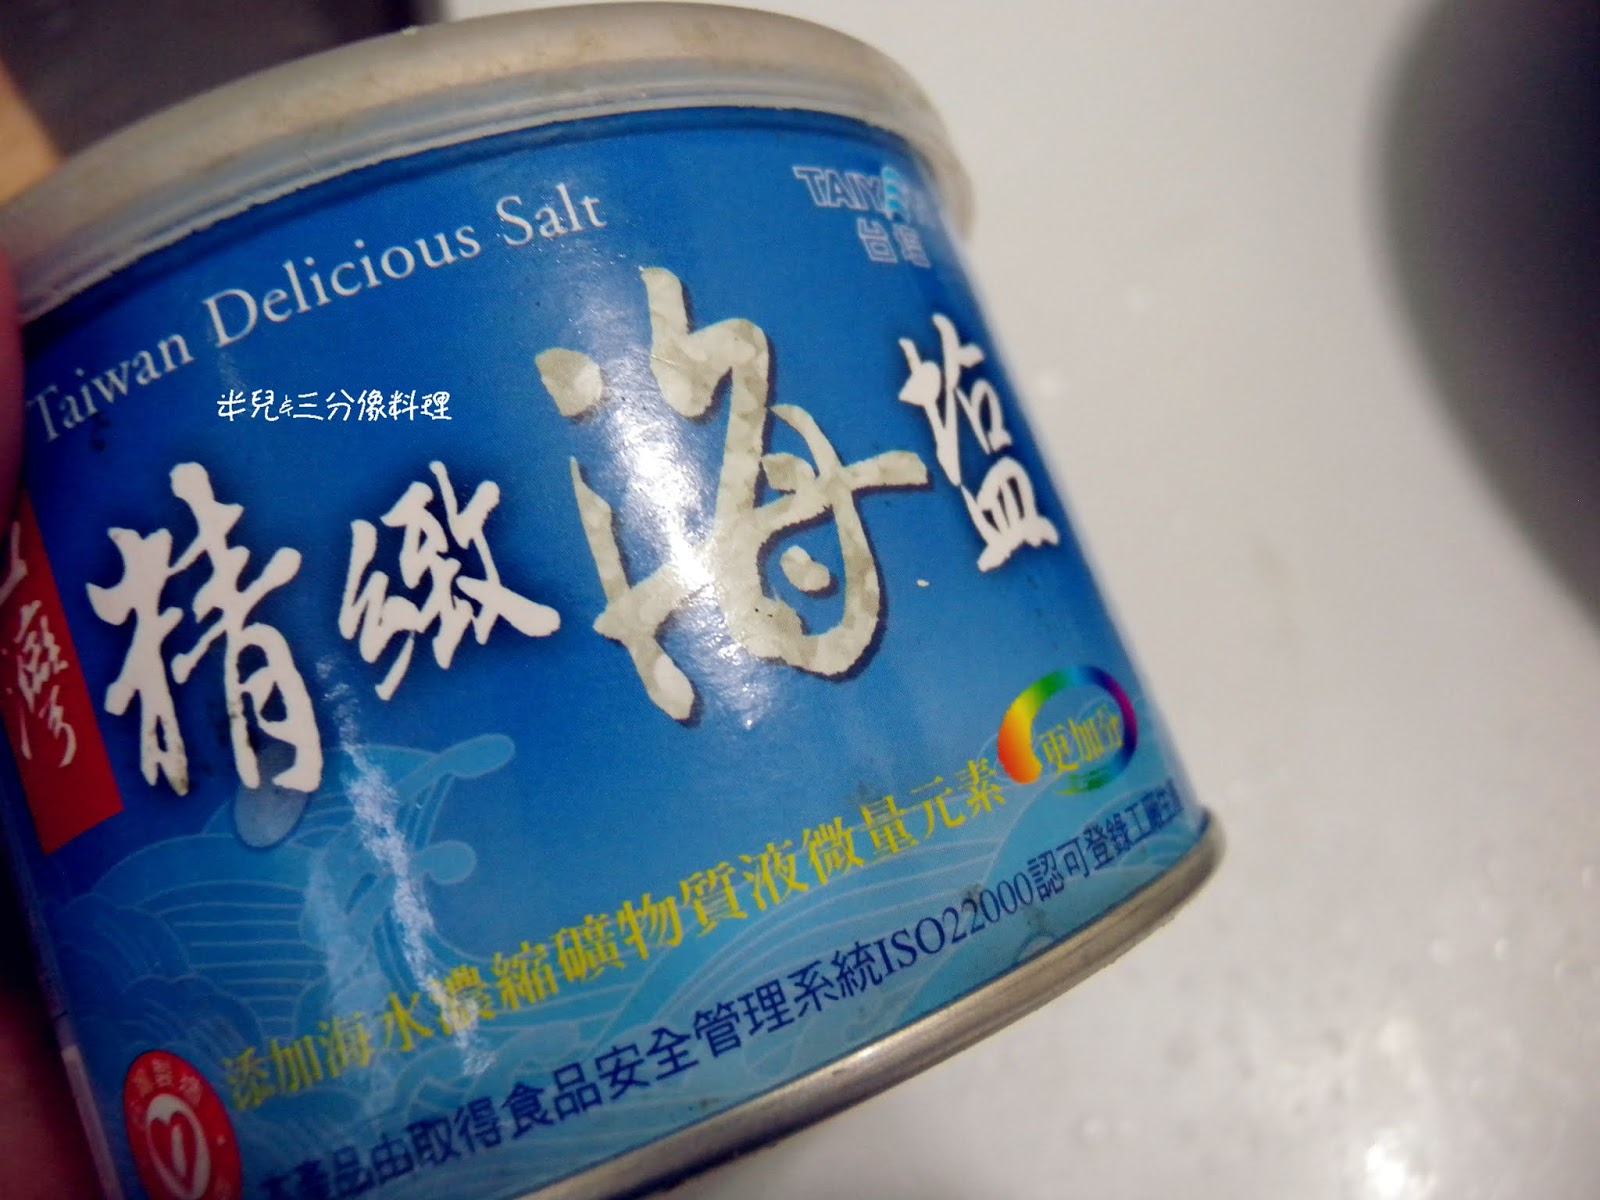 Taiwan Delicious Salt
台鹽
半兒&三分像料理
灣
精緻海塩
添加海水濃縮礦物質液微量元素更加分
本產品由取得食品安全管理系統ISO22000認可登錄工廠生產